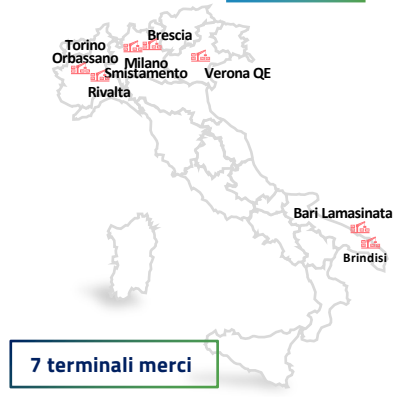 Brescia
Torino
Orbassano
Milano
Smistamento
Verona QE
Rivalta
Bari Lamasinata
Brindisi
7 terminali merci